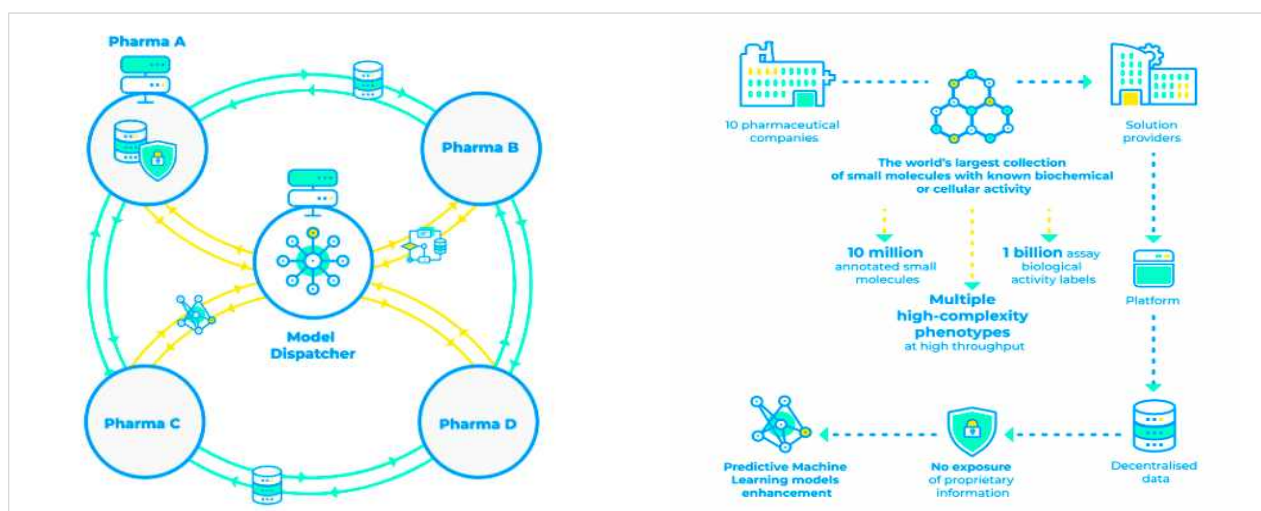 Pharma A
Pharma B
Model
Dispatcher
Pharma C
Pharma D
10 pharmaceutical
companies
Solution
providers
The world's largest collection
of small molecules with known biochemical
or cellular activity
10 million
annotated small
molecules
1 billion assay
biological
activity labels
Multiple
high-complexity
phenotypes
at high throughput
Platform
Predictive Machine
Learning models
enhancement
No exposure
of proprietary
information
Decentralised
data